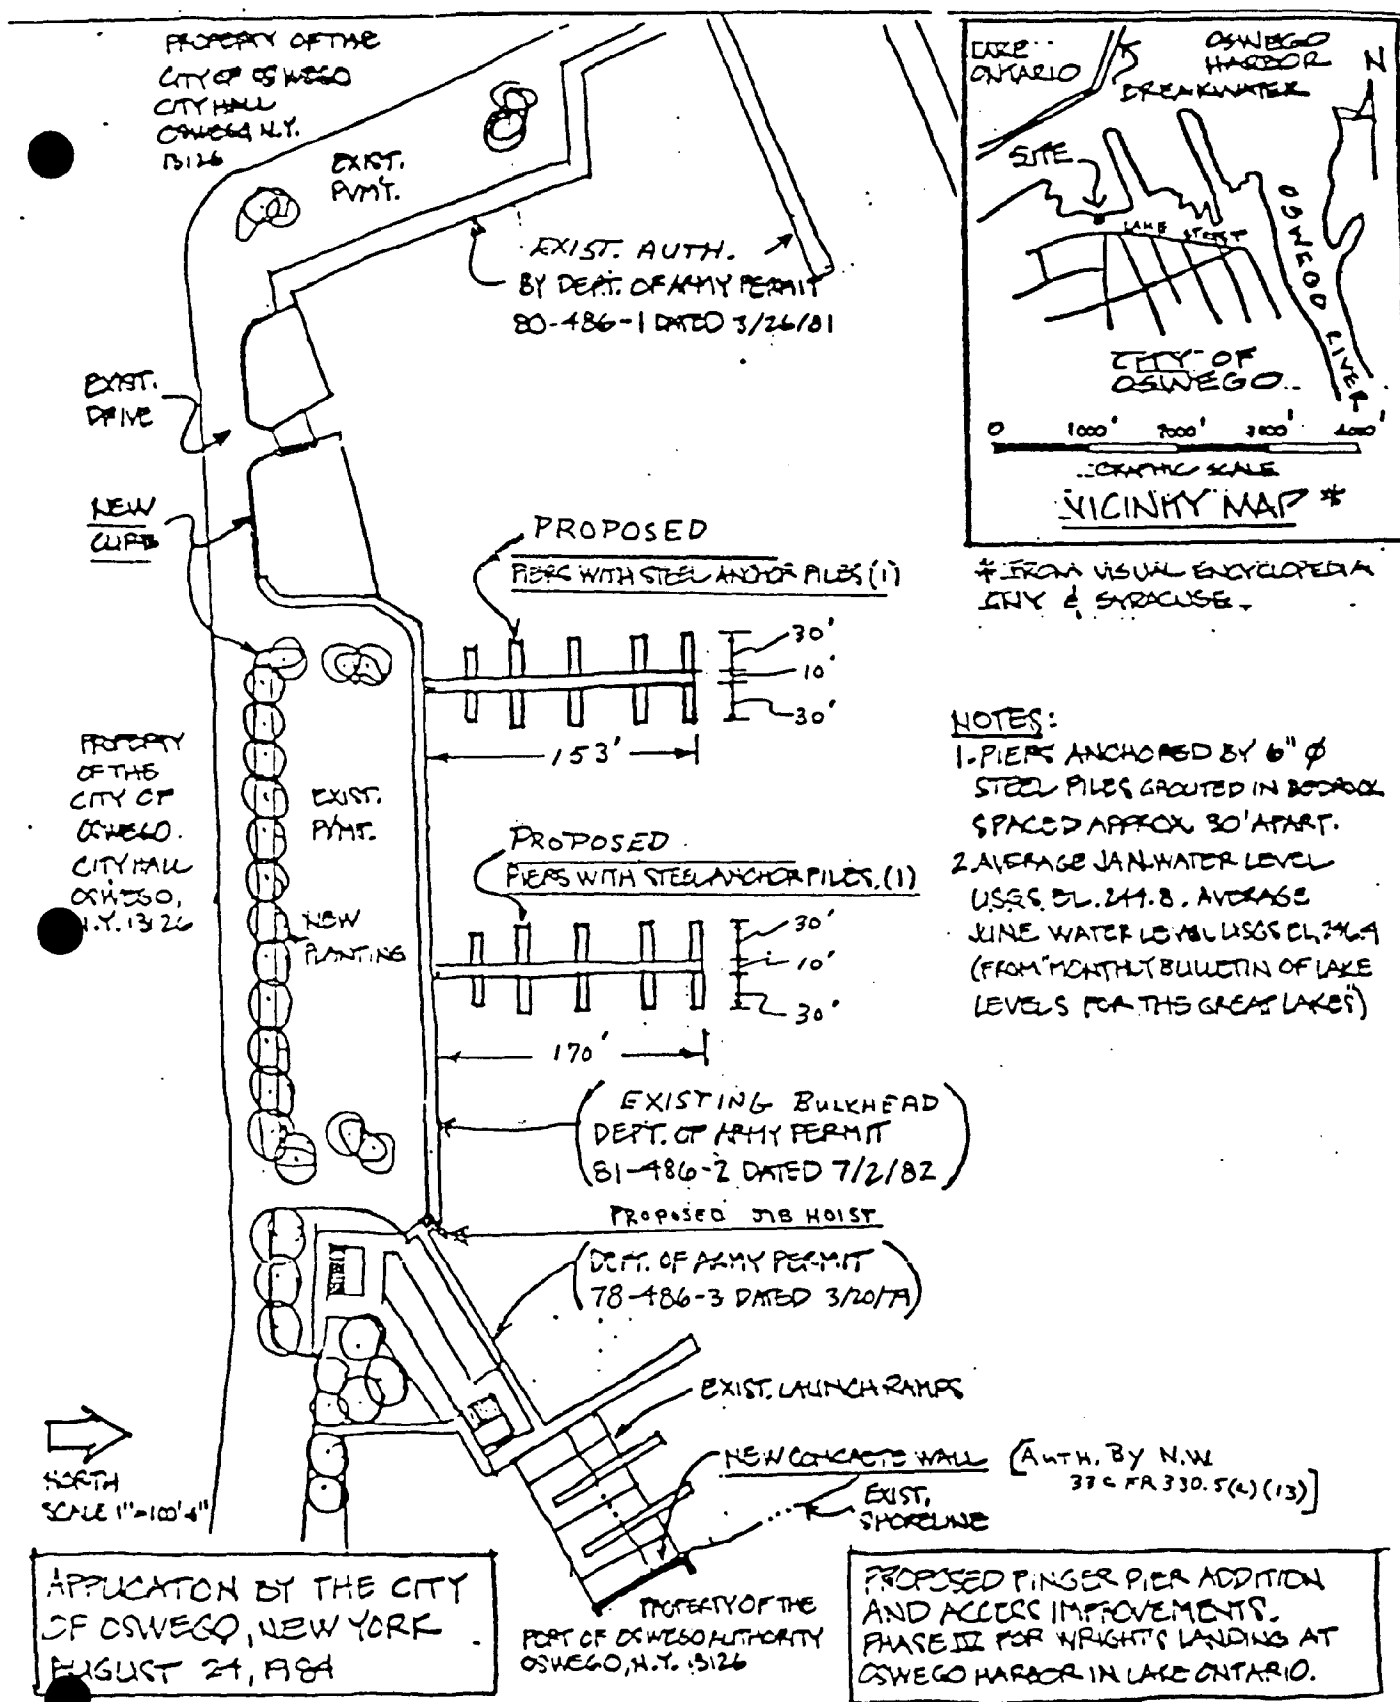 PROPERTY OF THE
CITY OF OSWEGO
CITY HALL
OSWEGO N.Y.
13126
EXIST.
PVMT.
EXIST. AUTH.
BY DEPT. OF ARMY PERMIT
80-486-1 DATED 3/26/81
EXIST.
DRIVE
NEW
CURB
LAKE
ONTARIO
OSWEGO
HARBOR
BREAKWATER
N
SITE
LAKE STREET
OSWEGO RIVER
CITY OF
OSWEGO
0 1000' 2000' 3000' 4000'
GRAPHIC SCALE
VICINITY MAP *
* FROM VISUAL ENCYCLOPEDIA
CNY & SYRACUSE.
PROPOSED
PIERS WITH STEEL ANCHOR PILES (1)
30'
10'
30'
153'
PROPERTY
OF THE
CITY OF
OSWEGO.
CITY HALL
OSWEGO,
N.Y. 13126
EXIST.
PVMT.
NEW
PLANTING
PROPOSED
PIERS WITH STEEL ANCHOR PILES. (1)
30'
10'
30'
170'
NOTES:
1. PIERS ANCHORED BY 6" Ø
STEEL PILES GROUTED IN BEDROCK
SPACED APPROX 30' APART.
2. AVERAGE JAN. WATER LEVEL
USGS EL. 244.8. AVERAGE
JUNE WATER LEVEL USGS EL. 246.4
(FROM "MONTHLY BULLETIN OF LAKE
LEVELS FOR THE GREAT LAKES")
(EXISTING BULKHEAD
DEPT. OF ARMY PERMIT
81-486-2 DATED 7/2/82)
PROPOSED JIB HOIST
(DEPT. OF ARMY PERMIT
78-486-3 DATED 3/20/79)
EXIST. LAUNCH RAMPS
NEW CONCRETE WALL [AUTH. BY N.W.
33 CFR 330.5(a)(13)]
EXIST.
SHORELINE
NORTH
SCALE 1"=100'±"
APPLICATON BY THE CITY
OF OSWEGO, NEW YORK
AUGUST 24, 1984
PROPERTY OF THE
PORT OF OSWEGO AUTHORITY
OSWEGO, N.Y. 13126
PROPOSED FINGER PIER ADDITION
AND ACCESS IMPROVEMENTS.
PHASE III FOR WRIGHT'S LANDING AT
OSWEGO HARBOR IN LAKE ONTARIO.